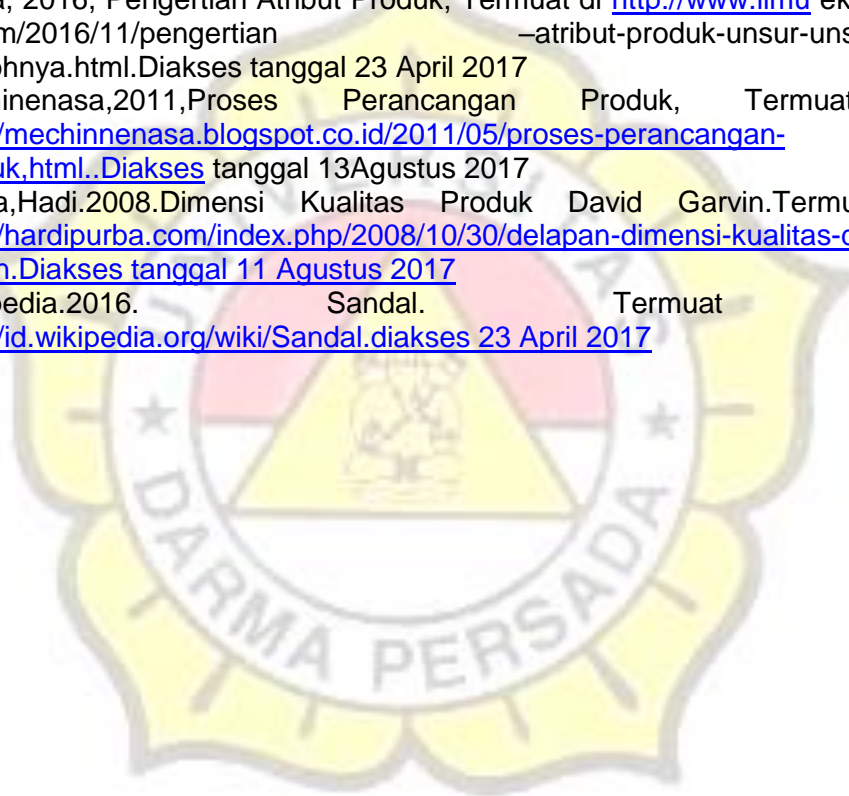 a, 2016, Pengertian Atribut Produk, Termuat di http://www.ilmu ek
m/2016/11/pengertian –atribut-produk-unsur-uns
ohnya.html.Diakses tanggal 23 April 2017
inenasa,2011,Proses Perancangan Produk, Termuat
/mechinnenasa.blogspot.co.id/2011/05/proses-perancangan-
uk,html..Diakses tanggal 13Agustus 2017
a,Hadi.2008.Dimensi Kualitas Produk David Garvin.Termu
/hardipurba.com/index.php/2008/10/30/delapan-dimensi-kualitas-
n.Diakses tanggal 11 Agustus 2017
pedia.2016. Sandal. Termuat
/id.wikipedia.org/wiki/Sandal.diakses 23 April 2017
UNIVERSITAS
DARMA PERSADA